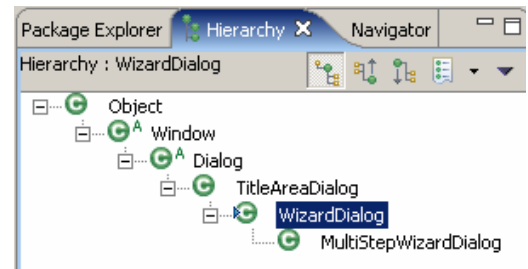 Package Explorer Hierarchy Navigator
Hierarchy : WizardDialog
C Object
C A Window
C A Dialog
C TitleAreaDialog
C WizardDialog
C MultiStepWizardDialog